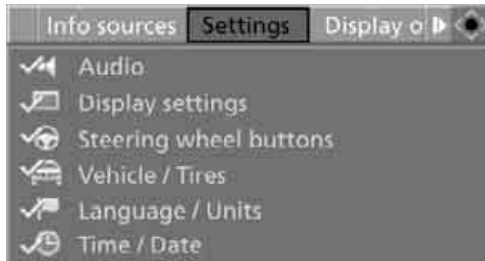 Info sources Settings Display o
Audio
Display settings
Steering wheel buttons
Vehicle / Tires
Language / Units
Time / Date